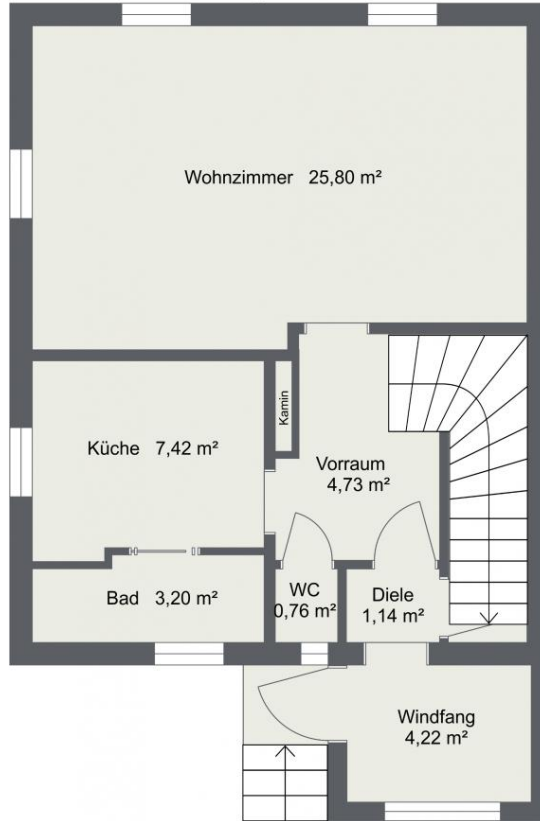 Wohnzimmer 25,80 m²
Kamin
Küche 7,42 m²
Vorraum
4,73 m²
Bad 3,20 m²
WC
0,76 m²
Diele
1,14 m²
Windfang
4,22 m²